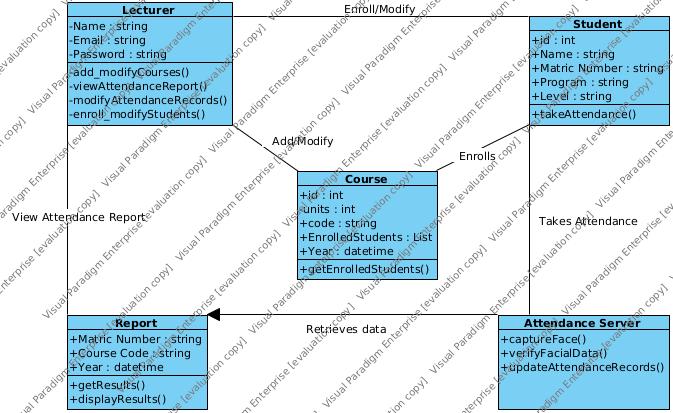 Lecturer
-Name : string
-Email : string
-Password : string
-add_modifyCourses()
-viewAttendanceReport()
-modifyAttendanceRecords()
-enroll_modifyStudents()
Enroll/Modify
Student
+id : int
+Name : string
+Matric Number : string
+Program : string
+Level : string
+takeAttendance()
Add/Modify
Enrolls
Course
+id : int
-units : int
+code : string
+EnrolledStudents : List
+Year : datetime
+getEnrolledStudents()
View Attendance Report
Takes Attendance
Report
+Matric Number : string
+Course Code : string
+Year : datetime
+getResults()
+displayResults()
Retrieves data
Attendance Server
+captureFace()
+verifyFacialData()
+updateAttendanceRecords()
Visual Paradigm Enterprise [evaluation copy]